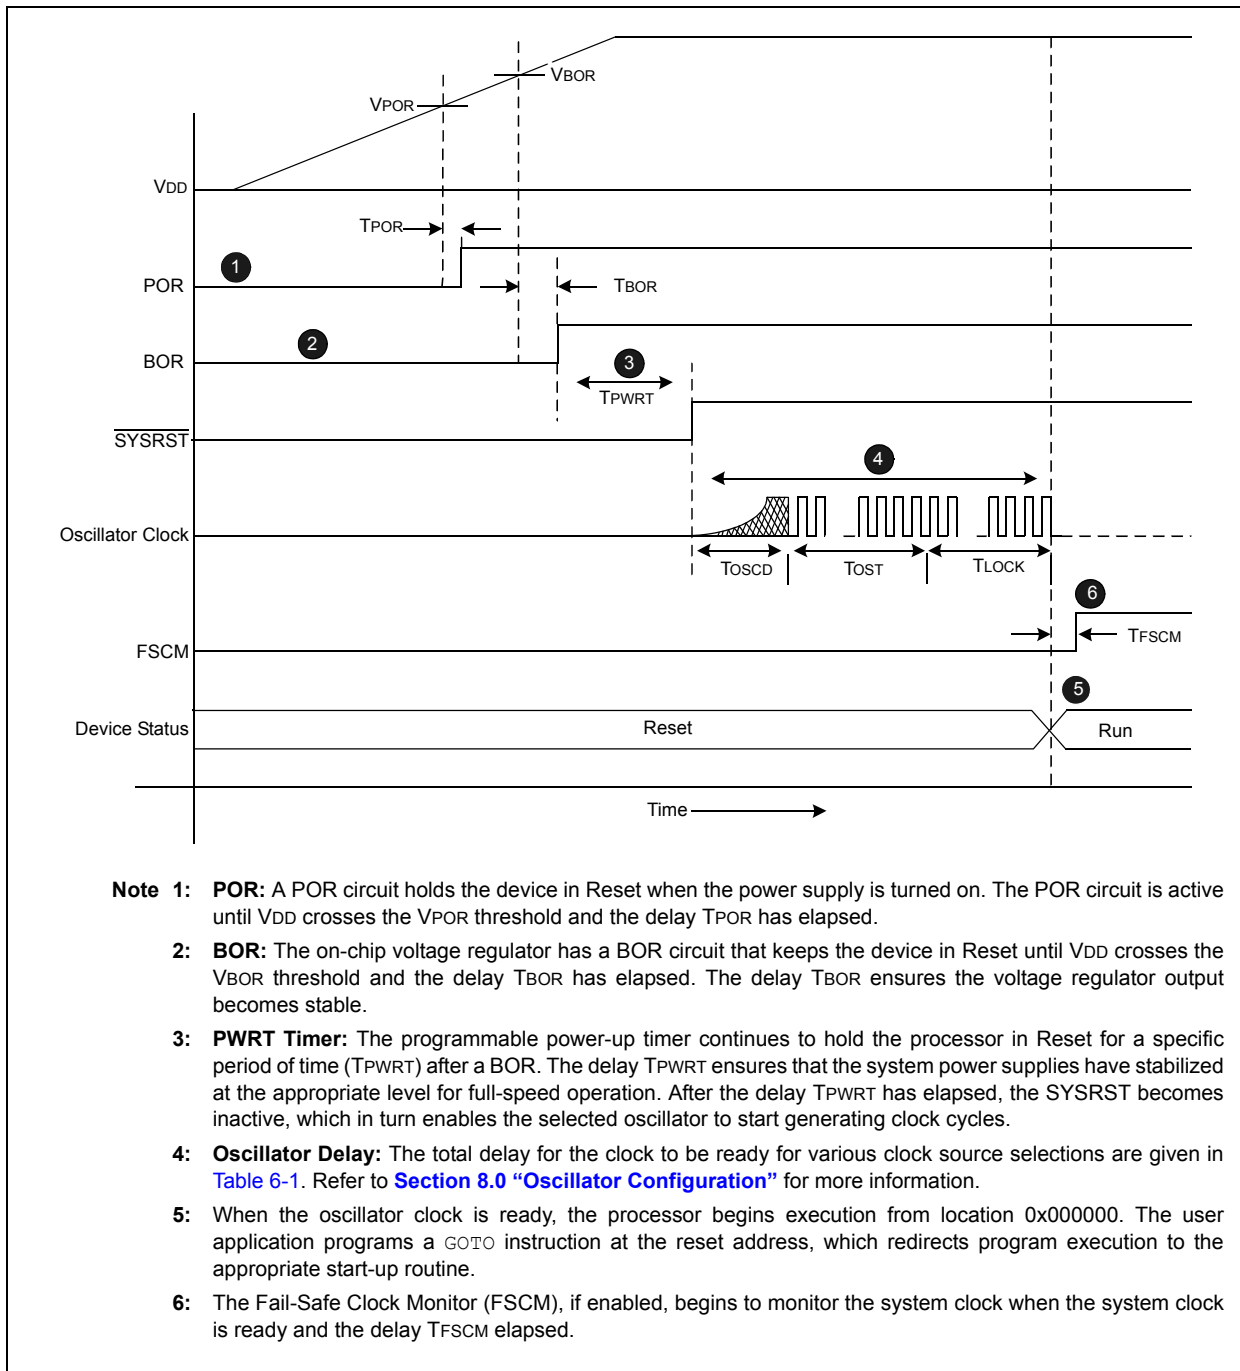 VBOR
VPOR
VDD
TPOR
1
POR
TBOR
2
BOR
3
TPWRT
SYSRST
4
Oscillator Clock
TOSCD
TOST
TLOCK
6
TFSCM
FSCM
5
Device Status
Reset
Run
Time
Note 1: POR: A POR circuit holds the device in Reset when the power supply is turned on. The POR circuit is active
until VDD crosses the VPOR threshold and the delay TPOR has elapsed.
2: BOR: The on-chip voltage regulator has a BOR circuit that keeps the device in Reset until VDD crosses the
VBOR threshold and the delay TBOR has elapsed. The delay TBOR ensures the voltage regulator output
becomes stable.
3: PWRT Timer: The programmable power-up timer continues to hold the processor in Reset for a specific
period of time (TPWRT) after a BOR. The delay TPWRT ensures that the system power supplies have stabilized
at the appropriate level for full-speed operation. After the delay TPWRT has elapsed, the SYSRST becomes
inactive, which in turn enables the selected oscillator to start generating clock cycles.
4: Oscillator Delay: The total delay for the clock to be ready for various clock source selections are given in
Table 6-1. Refer to Section 8.0 “Oscillator Configuration” for more information.
5: When the oscillator clock is ready, the processor begins execution from location 0x000000. The user
application programs a GOTO instruction at the reset address, which redirects program execution to the
appropriate start-up routine.
6: The Fail-Safe Clock Monitor (FSCM), if enabled, begins to monitor the system clock when the system clock
is ready and the delay TFSCM elapsed.